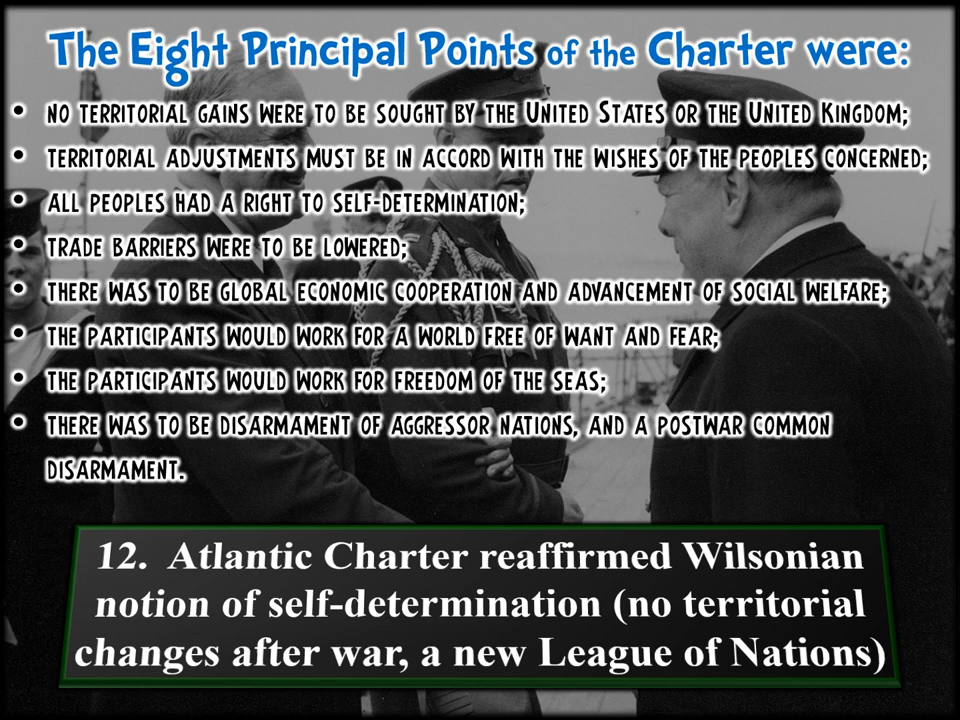 The Eight Principal Points of the Charter were:
• no territorial gains were to be sought by the United States or the United Kingdom;
• territorial adjustments must be in accord with the wishes of the peoples concerned;
• all peoples had a right to self-determination;
• trade barriers were to be lowered;
• there was to be global economic cooperation and advancement of social welfare;
• the participants would work for a world free of want and fear;
• the participants would work for freedom of the seas;
• there was to be disarmament of aggressor nations, and a postwar common
disarmament.
12. Atlantic Charter reaffirmed Wilsonian
notion of self-determination (no territorial
changes after war, a new League of Nations)